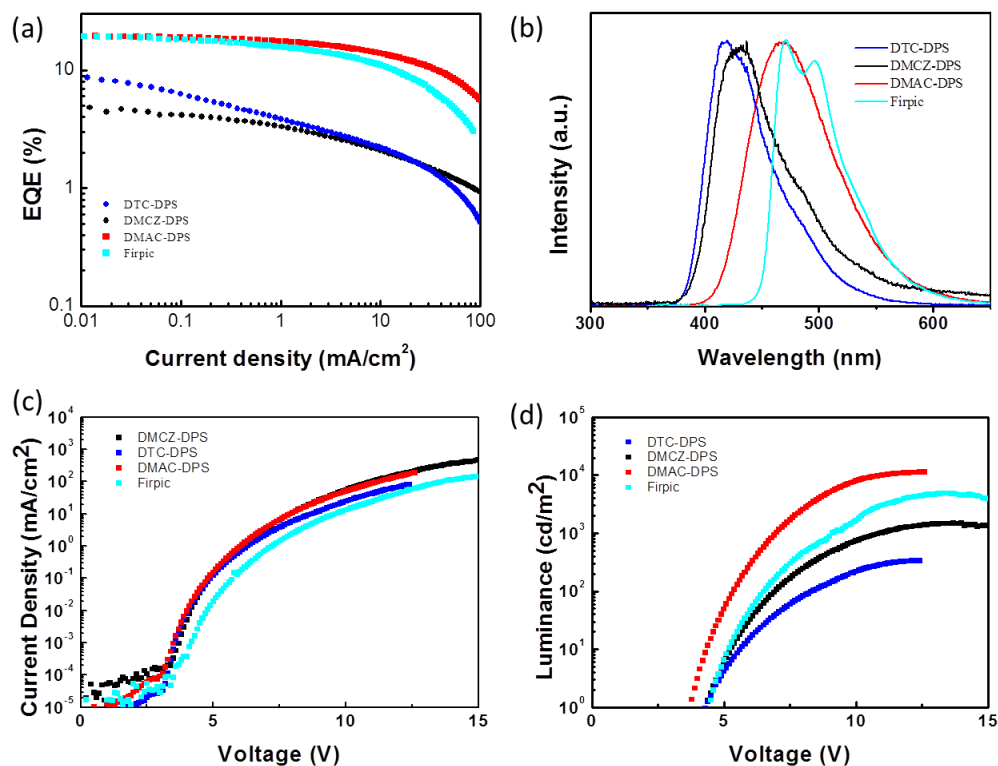 (a)
EQE (%)
10
1
0.1
DTC-DPS
DMCZ-DPS
DMAC-DPS
Firpic
0.01 0.1 1 10 100
Current density (mA/cm²)
(b)
Intensity (a.u.)
DTC-DPS
DMCZ-DPS
DMAC-DPS
Firpic
300 400 500 600
Wavelength (nm)
(c)
Current Density (mA/cm2)
10⁴
10³
10²
10¹
10⁰
10⁻¹
10⁻²
10⁻³
10⁻⁴
10⁻⁵
DMCZ-DPS
DTC-DPS
DMAC-DPS
Firpic
0 5 10 15
Voltage (V)
(d)
Luminance (cd/m²)
10⁵
10⁴
10³
10²
10¹
10⁰
DTC-DPS
DMCZ-DPS
DMAC-DPS
Firpic
0 5 10 15
Voltage (V)